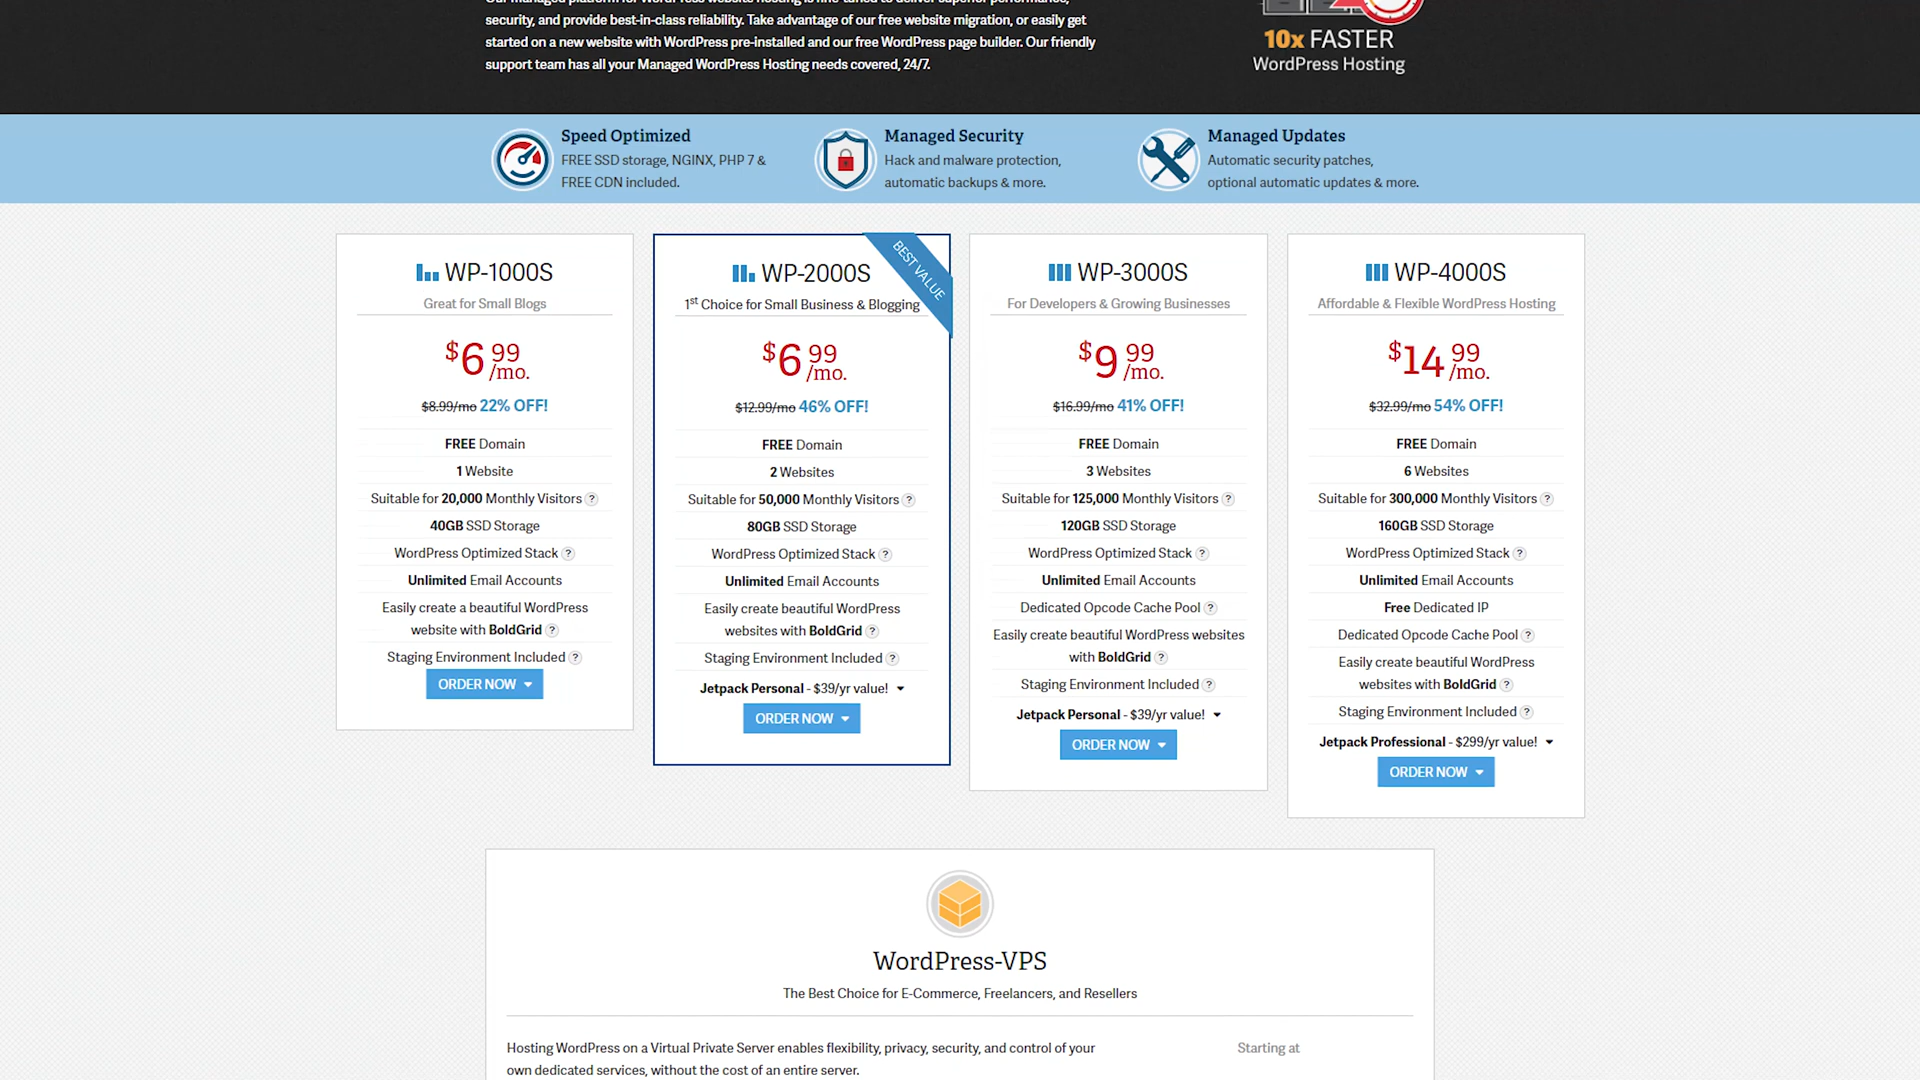 security, and provide best-in-class reliability. Take advantage of our free website migration, or easily get
started on a new website with WordPress pre-installed and our free WordPress page builder. Our friendly
support team has all your Managed WordPress Hosting needs covered, 24/7.
10x FASTER
WordPress Hosting
Speed Optimized
FREE SSD storage, NGINX, PHP 7 &
FREE CDN included.
Managed Security
Hack and malware protection,
automatic backups & more.
Managed Updates
Automatic security patches,
optional automatic updates & more.
WP-1000S
Great for Small Blogs
$6.99/mo.
$8.99/mo 22% OFF!
FREE Domain
1 Website
Suitable for 20,000 Monthly Visitors ?
40GB SSD Storage
WordPress Optimized Stack ?
Unlimited Email Accounts
Easily create a beautiful WordPress
website with BoldGrid ?
Staging Environment Included ?
ORDER NOW
BEST VALUE
WP-2000S
1st Choice for Small Business & Blogging
$6.99/mo.
$12.99/mo 46% OFF!
FREE Domain
2 Websites
Suitable for 50,000 Monthly Visitors ?
80GB SSD Storage
WordPress Optimized Stack ?
Unlimited Email Accounts
Easily create beautiful WordPress
websites with BoldGrid ?
Staging Environment Included ?
Jetpack Personal - $39/yr value!
ORDER NOW
WP-3000S
For Developers & Growing Businesses
$9.99/mo.
$16.99/mo 41% OFF!
FREE Domain
3 Websites
Suitable for 125,000 Monthly Visitors ?
120GB SSD Storage
WordPress Optimized Stack ?
Unlimited Email Accounts
Dedicated Opcode Cache Pool ?
Easily create beautiful WordPress websites
with BoldGrid ?
Staging Environment Included ?
Jetpack Personal - $39/yr value!
ORDER NOW
WP-4000S
Affordable & Flexible WordPress Hosting
$14.99/mo.
$32.99/mo 54% OFF!
FREE Domain
6 Websites
Suitable for 300,000 Monthly Visitors ?
160GB SSD Storage
WordPress Optimized Stack ?
Unlimited Email Accounts
Free Dedicated IP
Dedicated Opcode Cache Pool ?
Easily create beautiful WordPress
websites with BoldGrid ?
Staging Environment Included ?
Jetpack Professional - $299/yr value!
ORDER NOW
WordPress-VPS
The Best Choice for E-Commerce, Freelancers, and Resellers
Hosting WordPress on a Virtual Private Server enables flexibility, privacy, security, and control of your
own dedicated services, without the cost of an entire server.
Starting at